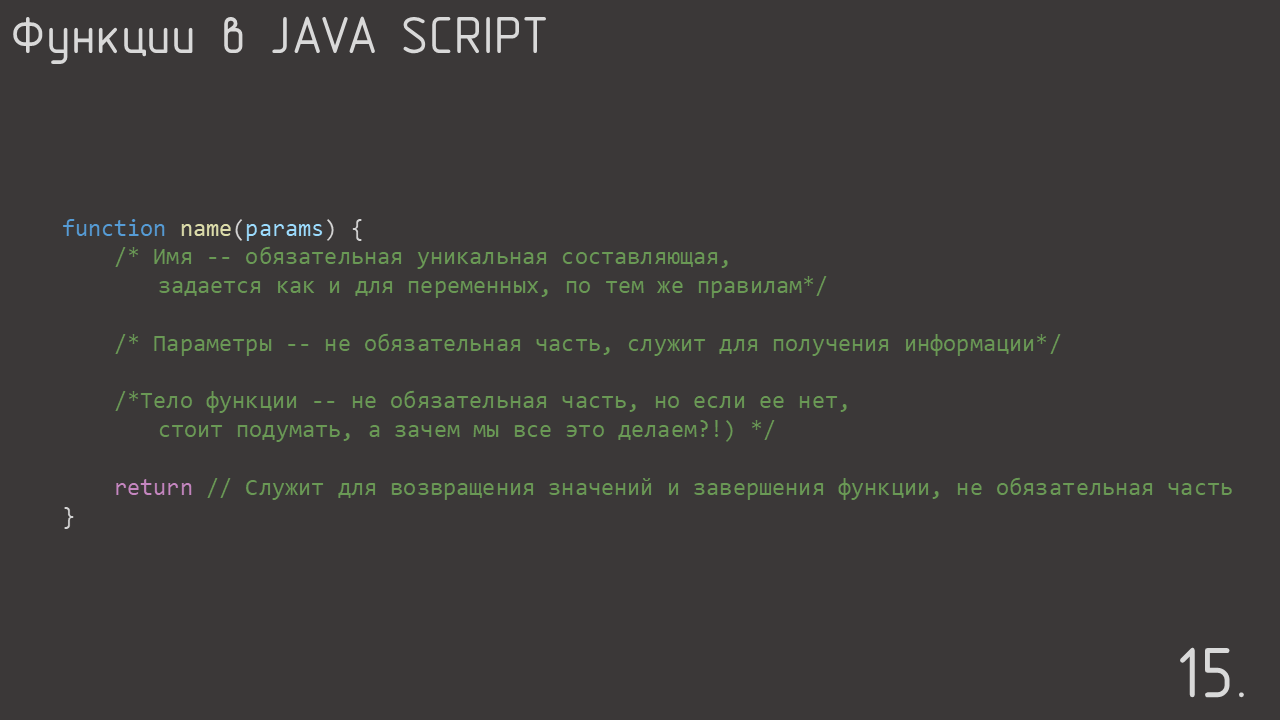 Функции в JAVA SCRIPT
function name(params) {
/* Имя -- обязательная уникальная составляющая,
задается как и для переменных, по тем же правилам*/
/* Параметры -- не обязательная часть, служит для получения информации*/
/*Тело функции -- не обязательная часть, но если ее нет,
стоит подумать, а зачем мы все это делаем?!) */
return // Служит для возвращения значений и завершения функции, не обязательная часть
}
15.